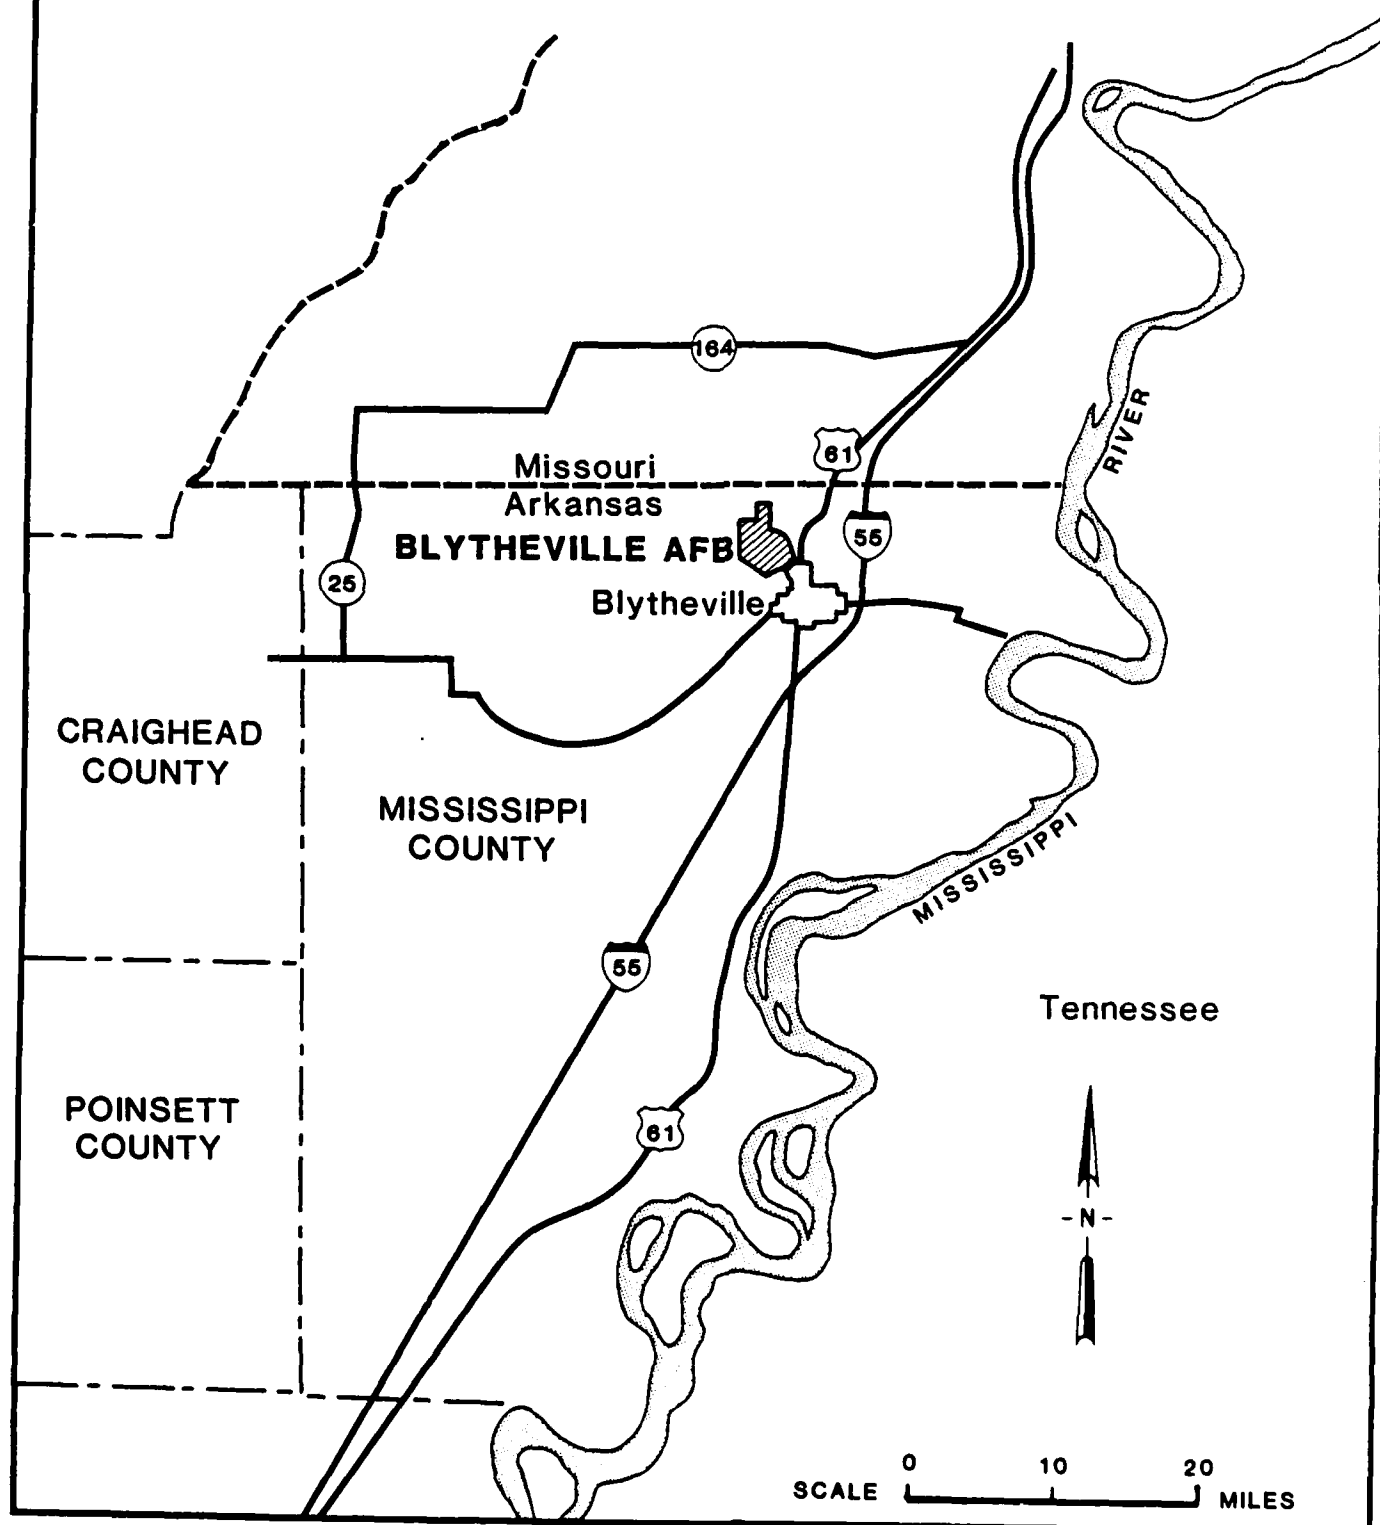 164
RIVER
61
Missouri
Arkansas
55
BLYTHEVILLE AFB
25
Blytheville
CRAIGHEAD
COUNTY
MISSISSIPPI
COUNTY
MISSISSIPPI
55
Tennessee
POINSETT
COUNTY
61
-N-
0 10 20
SCALE MILES